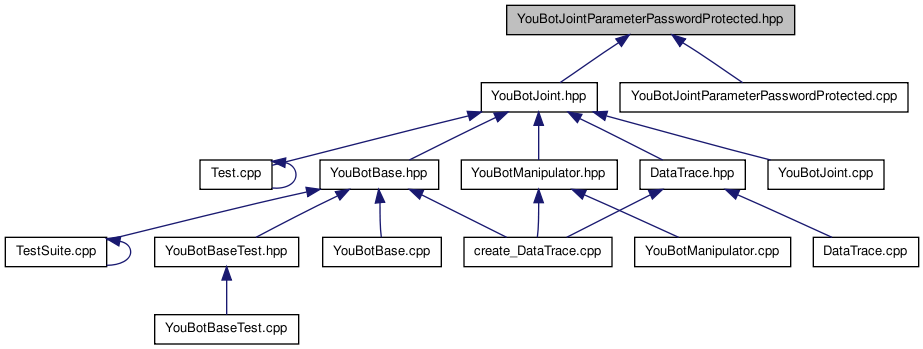 YouBotJointParameterPasswordProtected.hpp
YouBotJoint.hpp
YouBotJointParameterPasswordProtected.cpp
Test.cpp
YouBotBase.hpp
YouBotManipulator.hpp
DataTrace.hpp
YouBotJoint.cpp
TestSuite.cpp
YouBotBaseTest.hpp
YouBotBase.cpp
create_DataTrace.cpp
YouBotManipulator.cpp
DataTrace.cpp
YouBotBaseTest.cpp